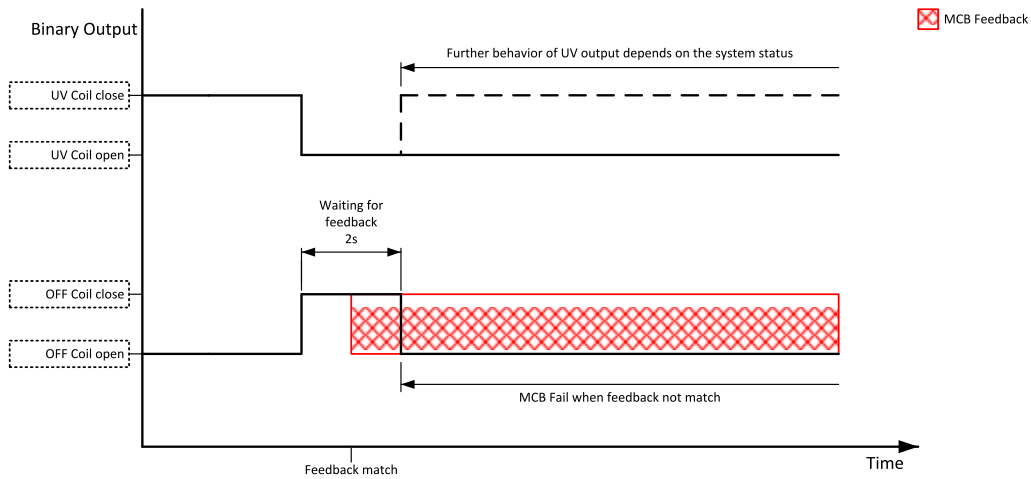 Binary Output
MCB Feedback
Further behavior of UV output depends on the system status
UV Coil close
UV Coil open
Waiting for
feedback
2s
OFF Coil close
OFF Coil open
MCB Fail when feedback not match
Feedback match
Time